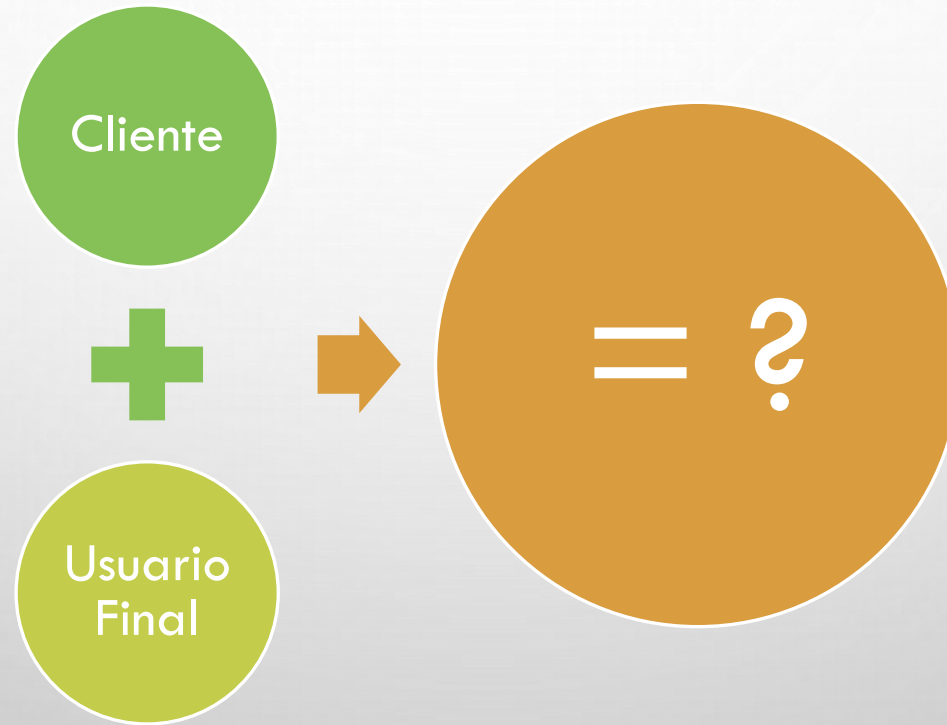 Cliente
Usuario
Final
= ?